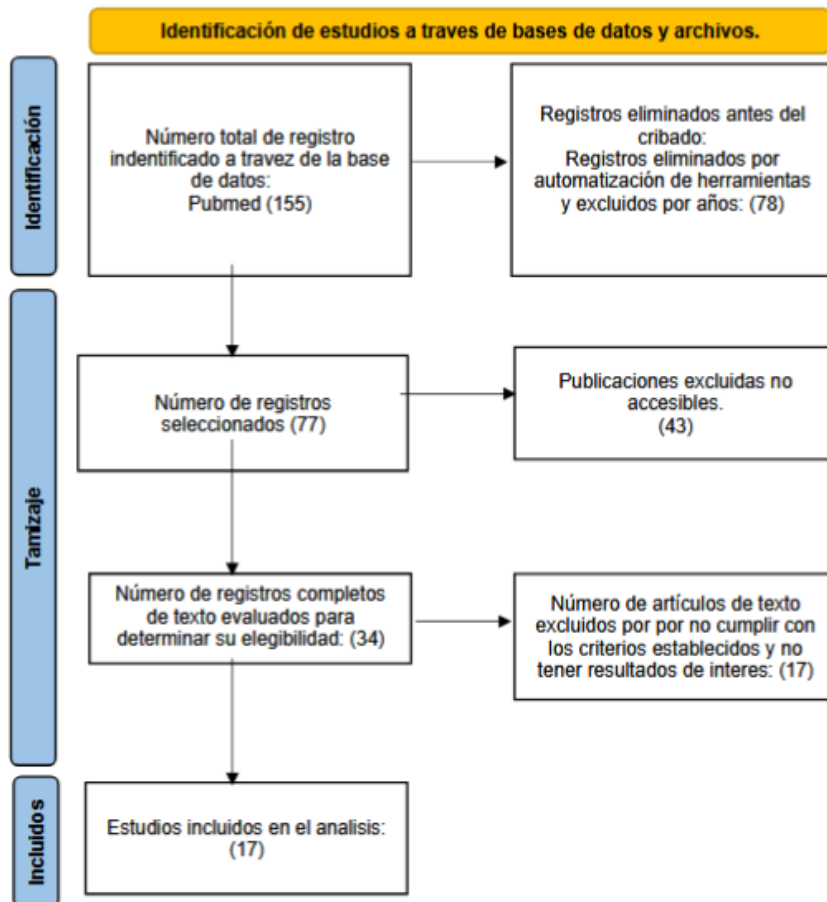 Identificación de estudios a traves de bases de datos y archivos.
Identificación
Número total de registro
indentificado a travez de la base
de datos:
Pubmed (155)
Registros eliminados antes del
cribado:
Registros eliminados por
automatización de herramientas
y excluidos por años: (78)
Tamizaje
Número de registros
seleccionados (77)
Publicaciones excluidas no
accesibles.
(43)
Número de registros completos
de texto evaluados para
determinar su elegibilidad: (34)
Número de artículos de texto
excluidos por por no cumplir con
los criterios establecidos y no
tener resultados de interes: (17)
Incluidos
Estudios incluidos en el analisis:
(17)